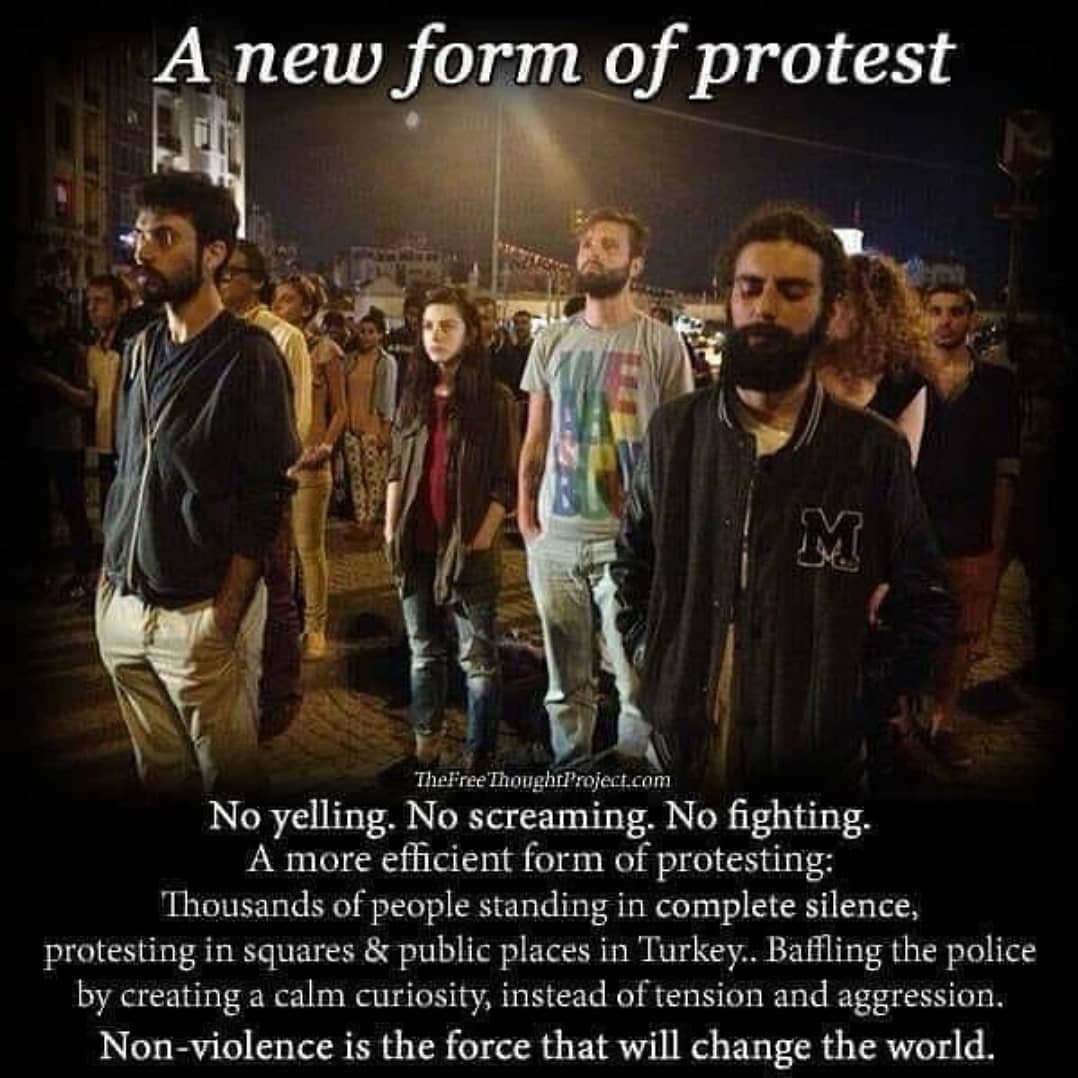 A new form of protest
M
TheFreeThoughtProject.com
No yelling. No screaming. No fighting.
A more efficient form of protesting:
Thousands of people standing in complete silence,
protesting in squares & public places in Turkey.. Baffling the police
by creating a calm curiosity, instead of tension and aggression.
Non-violence is the force that will change the world.